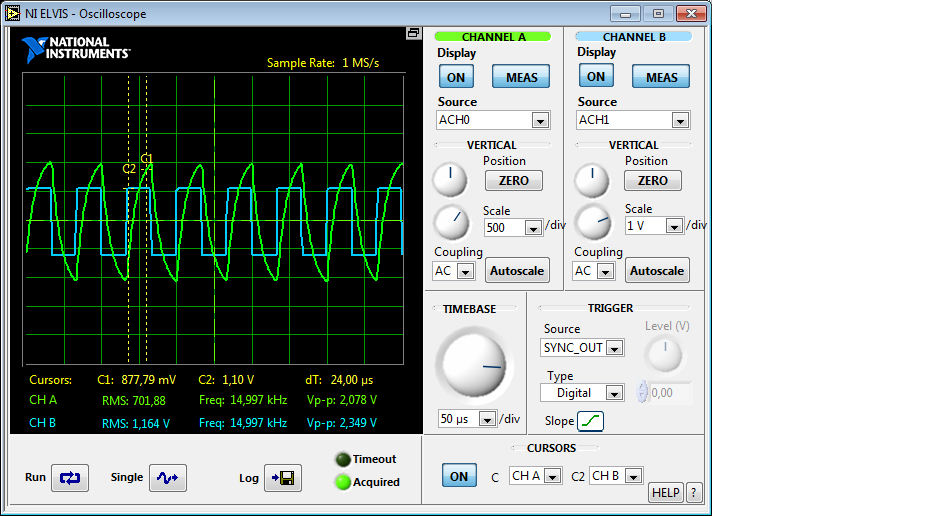 NI ELVIS - Oscilloscope
NATIONAL
INSTRUMENTS
Sample Rate: 1 MS/s
C1
C2
Cursors: C1: 877,79 mV C2: 1,10 V dT: 24,00 µs
CH A RMS: 701,88 Freq: 14,997 kHz Vp-p: 2,078 V
CH B RMS: 1,164 V Freq: 14,997 kHz Vp-p: 2,349 V
Run
Single
Log
Timeout
Acquired
CHANNEL A
Display
ON MEAS
Source
ACH0
VERTICAL
Position
ZERO
Scale
500 /div
Coupling
AC Autoscale
CHANNEL B
Display
ON MEAS
Source
ACH1
VERTICAL
Position
ZERO
Scale
1 V /div
Coupling
AC Autoscale
TIMEBASE
50 µs /div
TRIGGER
Source
SYNC_OUT
Level (V)
Type
Digital
0,00
Slope
CURSORS
ON C CH A C2 CH B
HELP ?